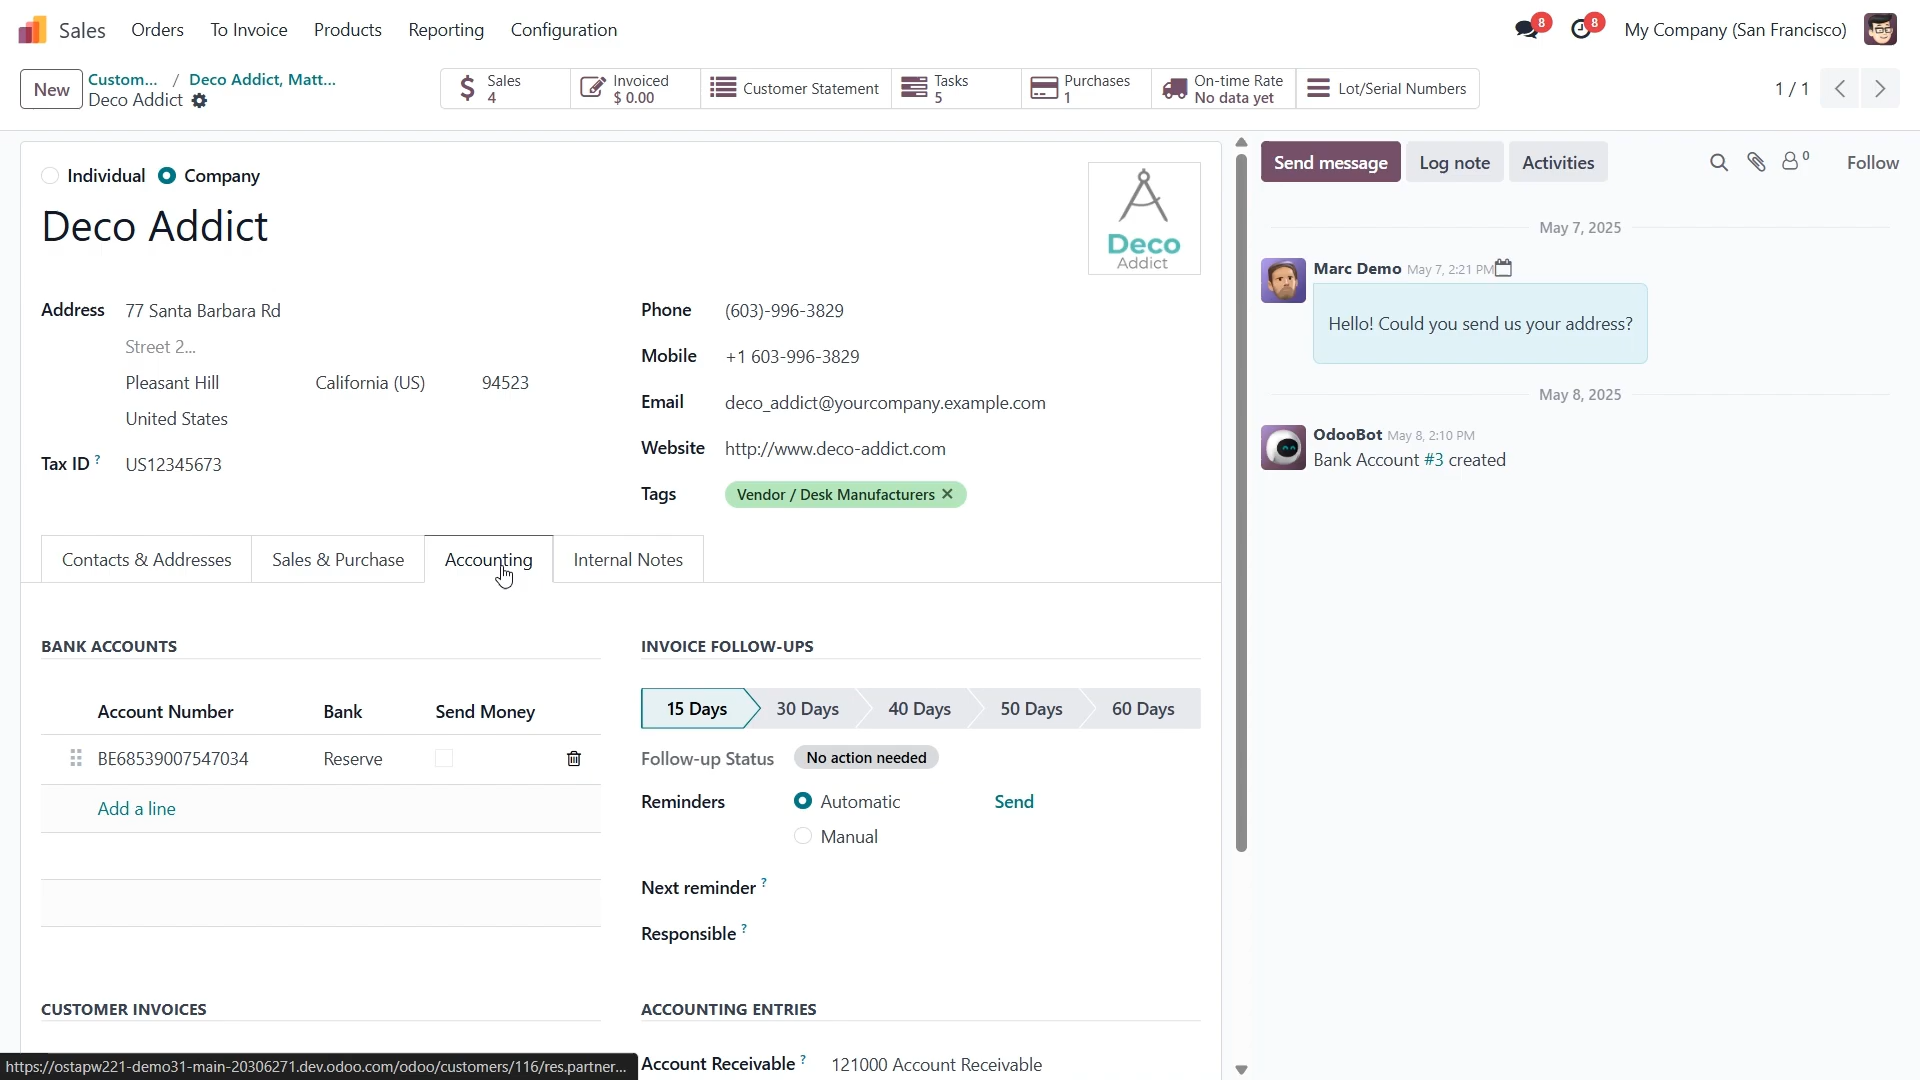 Sales Orders To Invoice Products Reporting Configuration 8 8 My Company (San Francisco)
New Custom... / Deco Addict, Matt...
Deco Addict
Sales 4
Invoiced $ 0.00
Customer Statement
Tasks 5
Purchases 1
On-time Rate No data yet
Lot/Serial Numbers
1 / 1
Individual Company
Deco Addict
Deco
Addict
Address 77 Santa Barbara Rd
Street 2...
Pleasant Hill California (US) 94523
United States
Tax ID ? US12345673
Phone (603)-996-3829
Mobile +1 603-996-3829
Email deco_addict@yourcompany.example.com
Website http://www.deco-addict.com
Tags Vendor / Desk Manufacturers ✕
Contacts & Addresses Sales & Purchase Accounting Internal Notes
BANK ACCOUNTS
Account Number Bank Send Money
BE68539007547034 Reserve
Add a line
INVOICE FOLLOW-UPS
15 Days 30 Days 40 Days 50 Days 60 Days
Follow-up Status No action needed
Reminders Automatic Send
Manual
Next reminder ?
Responsible ?
CUSTOMER INVOICES
ACCOUNTING ENTRIES
Account Receivable ? 121000 Account Receivable
https://ostapw221-demo31-main-20306271.dev.odoo.com/odoo/customers/116/res.partner...
Send message Log note Activities 0 Follow
May 7, 2025
Marc Demo May 7, 2:21 PM
Hello! Could you send us your address?
May 8, 2025
OdooBot May 8, 2:10 PM
Bank Account #3 created